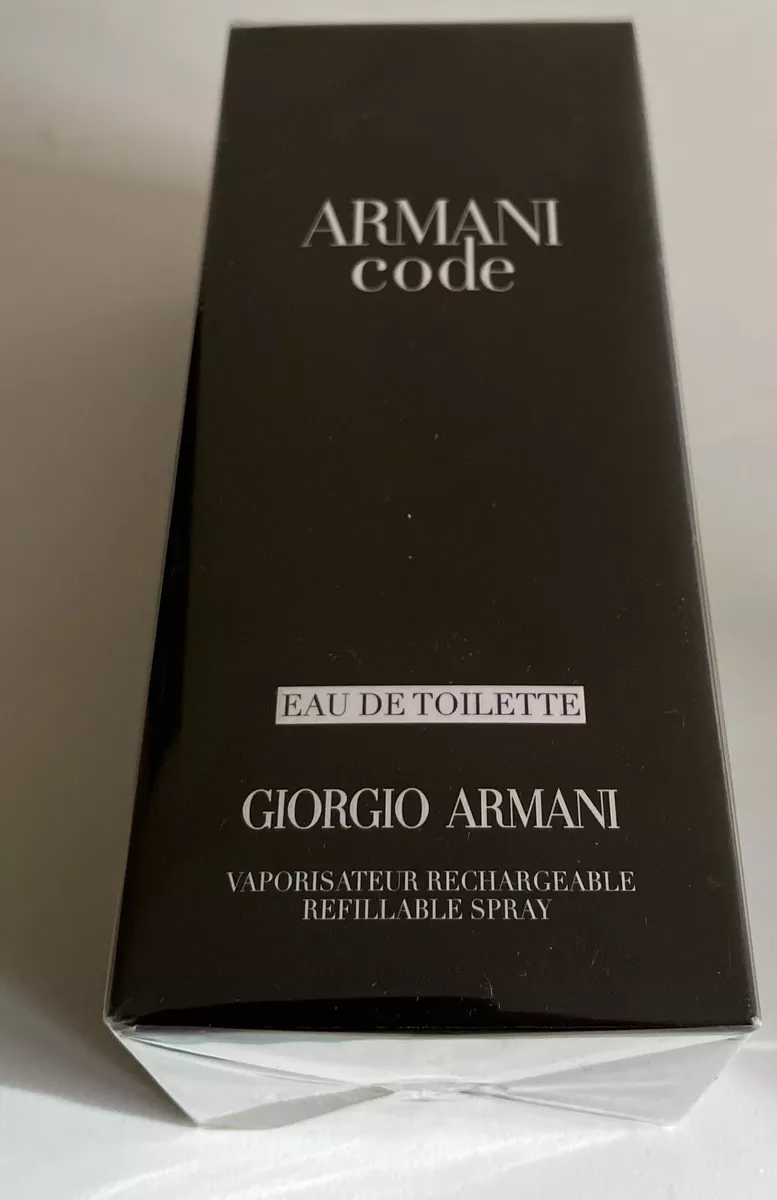 ARMANI
code
EAU DE TOILETTE
GIORGIO ARMANI
VAPORISATEUR RECHARGEABLE
REFILLABLE SPRAY